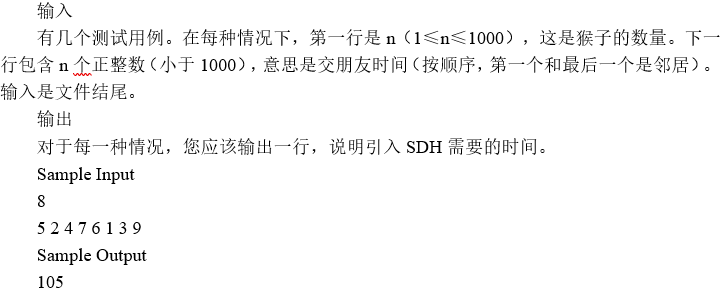 输入
有几个测试用例。在每种情况下，第一行是 n（1≤n≤1000），这是猴子的数量。下一
行包含 n 个正整数（小于 1000），意思是交朋友时间（按顺序，第一个和最后一个是邻居）。
输入是文件结尾。
输出
对于每一种情况，您应该输出一行，说明引入 SDH 需要的时间。
Sample Input
8
5 2 4 7 6 1 3 9
Sample Output
105